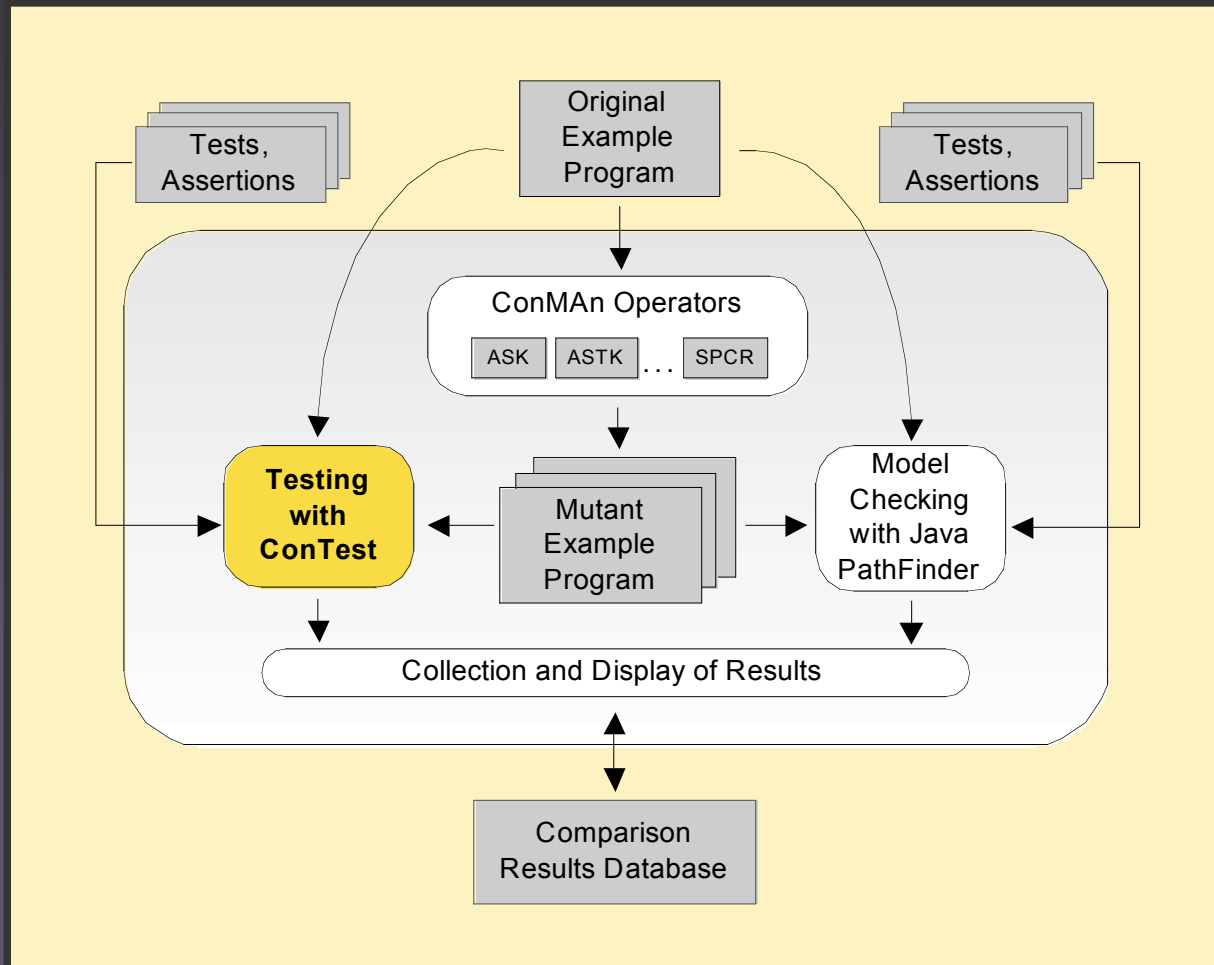 Original
Example
Program
Tests,
Assertions
Tests,
Assertions
ConMAn Operators
ASK
ASTK
...
SPCR
Testing
with
ConTest
Mutant
Example
Program
Model
Checking
with Java
PathFinder
Collection and Display of Results
Comparison
Results Database